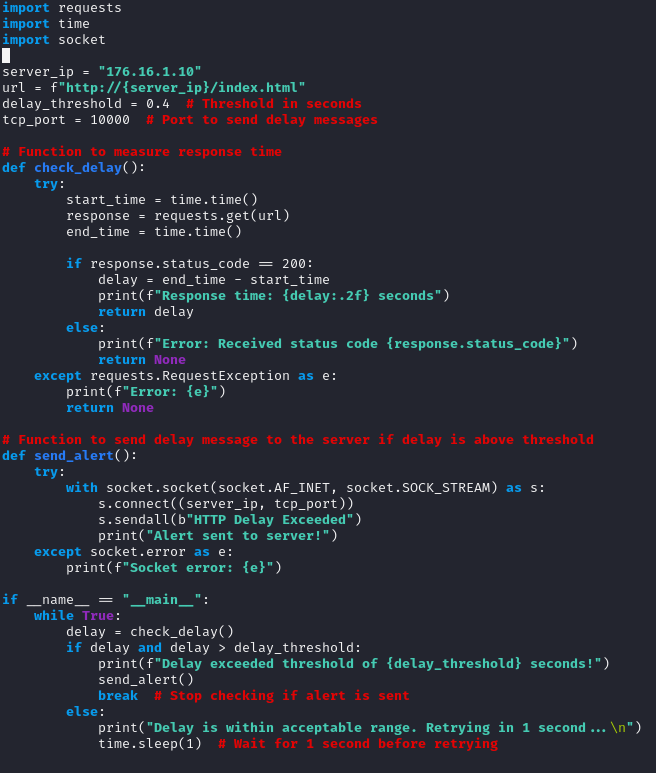 import requests
import time
import socket

server_ip = "176.16.1.10"
url = f"http://{server_ip}/index.html"
delay_threshold = 0.4  # Threshold in seconds
tcp_port = 10000  # Port to send delay messages

# Function to measure response time
def check_delay():
    try:
        start_time = time.time()
        response = requests.get(url)
        end_time = time.time()

        if response.status_code == 200:
            delay = end_time - start_time
            print(f"Response time: {delay:.2f} seconds")
            return delay
        else:
            print(f"Error: Received status code {response.status_code}")
            return None
    except requests.RequestException as e:
        print(f"Error: {e}")
        return None

# Function to send delay message to the server if delay is above threshold
def send_alert():
    try:
        with socket.socket(socket.AF_INET, socket.SOCK_STREAM) as s:
            s.connect((server_ip, tcp_port))
            s.sendall(b"HTTP Delay Exceeded")
            print("Alert sent to server!")
    except socket.error as e:
        print(f"Socket error: {e}")

if __name__ == "__main__":
    while True:
        delay = check_delay()
        if delay and delay > delay_threshold:
            print(f"Delay exceeded threshold of {delay_threshold} seconds!")
            send_alert()
            break  # Stop checking if alert is sent
        else:
            print("Delay is within acceptable range. Retrying in 1 second...\n")
            time.sleep(1)  # Wait for 1 second before retrying